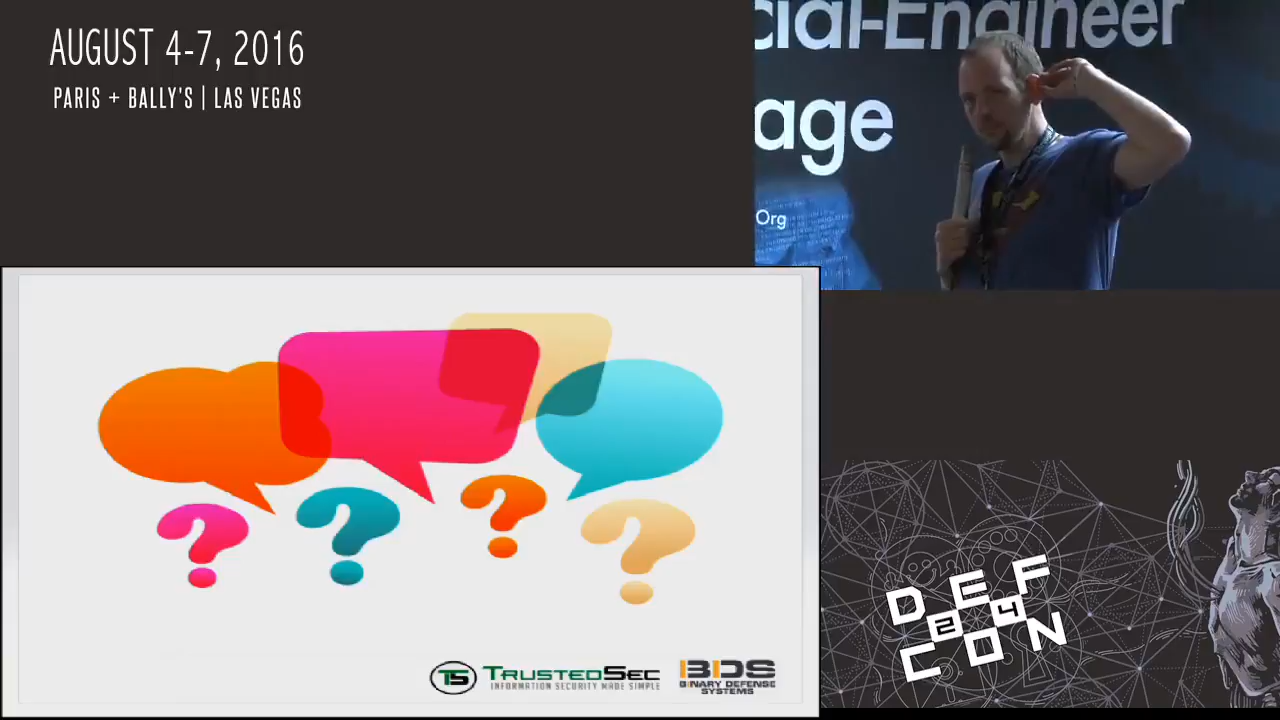 AUGUST 4-7, 2016
PARIS + BALLY'S | LAS VEGAS
cial-Engineer
age
Org
TS TRUSTEDSEC
INFORMATION SECURITY MADE SIMPLE
BDS
BINARY DEFENSE
SYSTEMS
DEF
24
CON